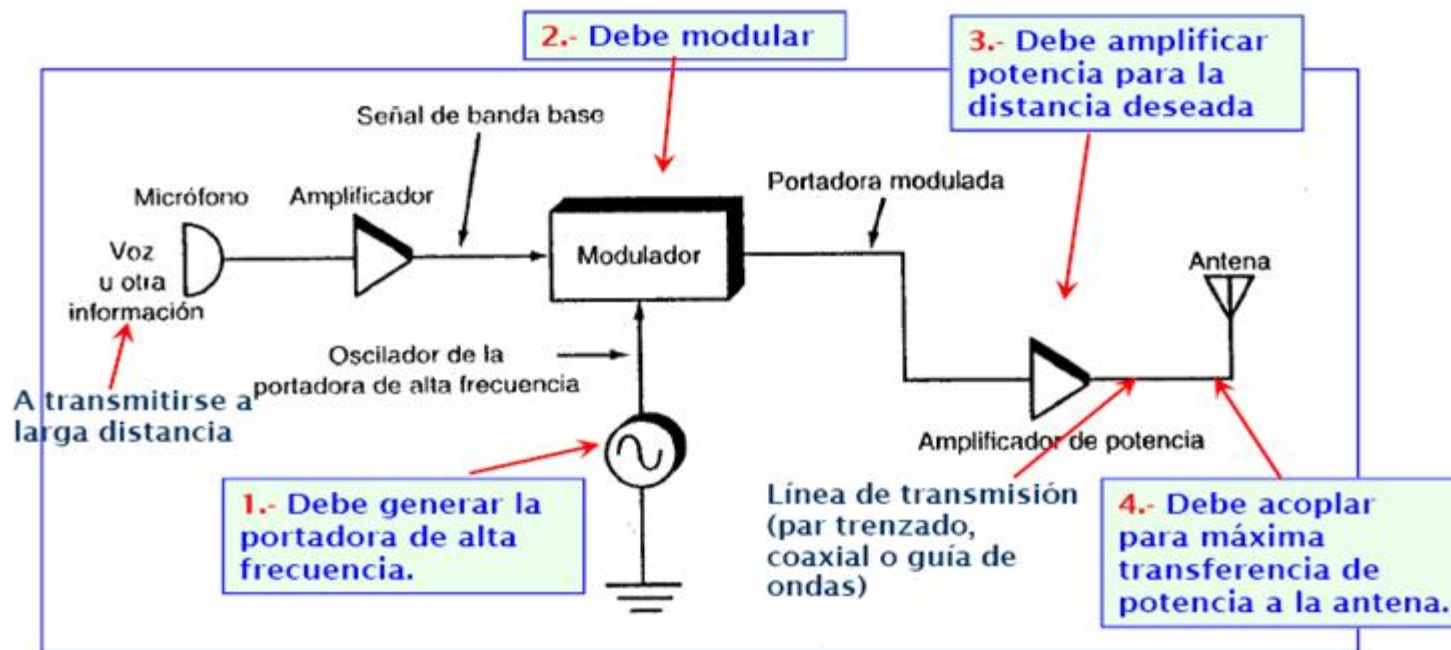 2.- Debe modular
3.- Debe amplificar
potencia para la
distancia deseada
Señal de banda base
Micrófono
Amplificador
Portadora modulada
Voz
u otra
información
Modulador
Antena
Oscilador de la
portadora de alta frecuencia
A transmitirse a
larga distancia
Amplificador de potencia
1.- Debe generar la
portadora de alta
frecuencia.
Línea de transmisión
(par trenzado,
coaxial o guía de
ondas)
4.- Debe acoplar
para máxima
transferencia de
potencia a la antena.